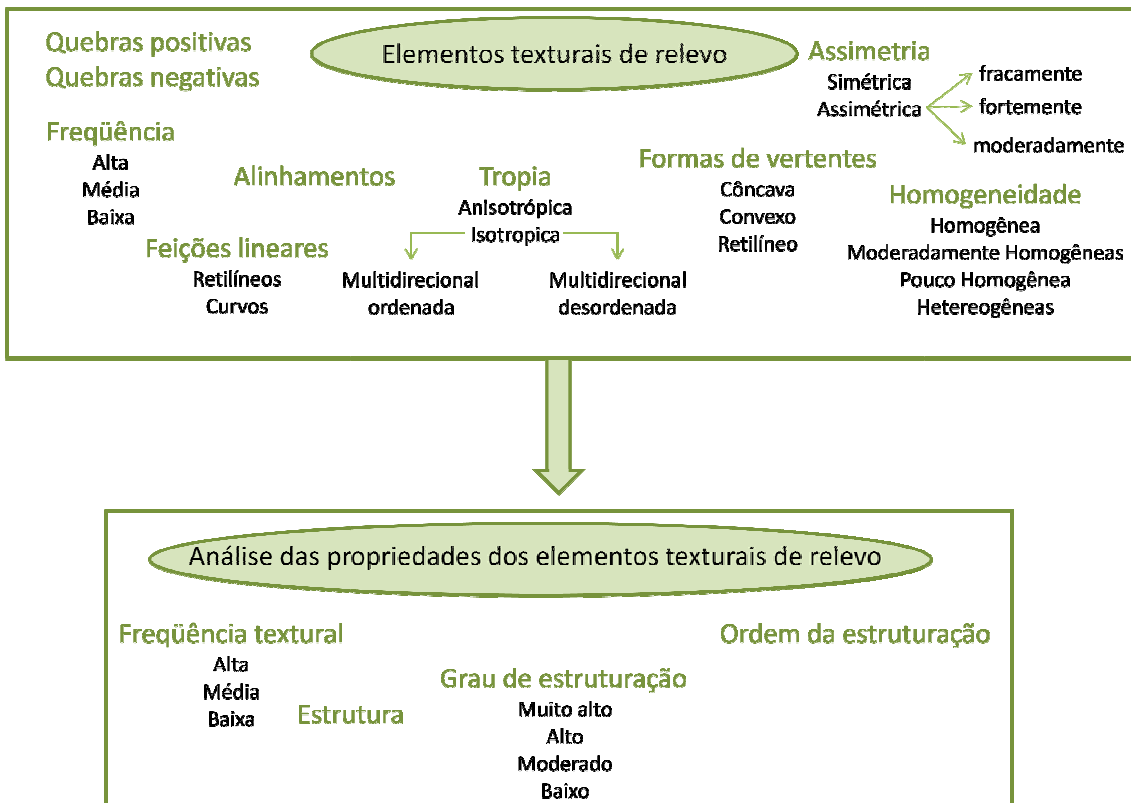 Elementos texturais de relevo
Quebras positivas
Quebras negativas
Freqüência
Alta
Média
Baixa
Alinhamentos
Feições lineares
Retilíneos
Curvos
Tropia
Anisotrópica
Isotropica
Multidirecional
ordenada
Multidirecional
desordenada
Formas de vertentes
Côncava
Convexo
Retilíneo
Assimetria
Simétrica
Assimétrica
fracamente
fortemente
moderadamente
Homogeneidade
Homogênea
Moderadamente Homogêneas
Pouco Homogênea
Hetereogêneas
Análise das propriedades dos elementos texturais de relevo
Freqüência textural
Alta
Média
Baixa
Estrutura
Grau de estruturação
Muito alto
Alto
Moderado
Baixo
Ordem da estruturação